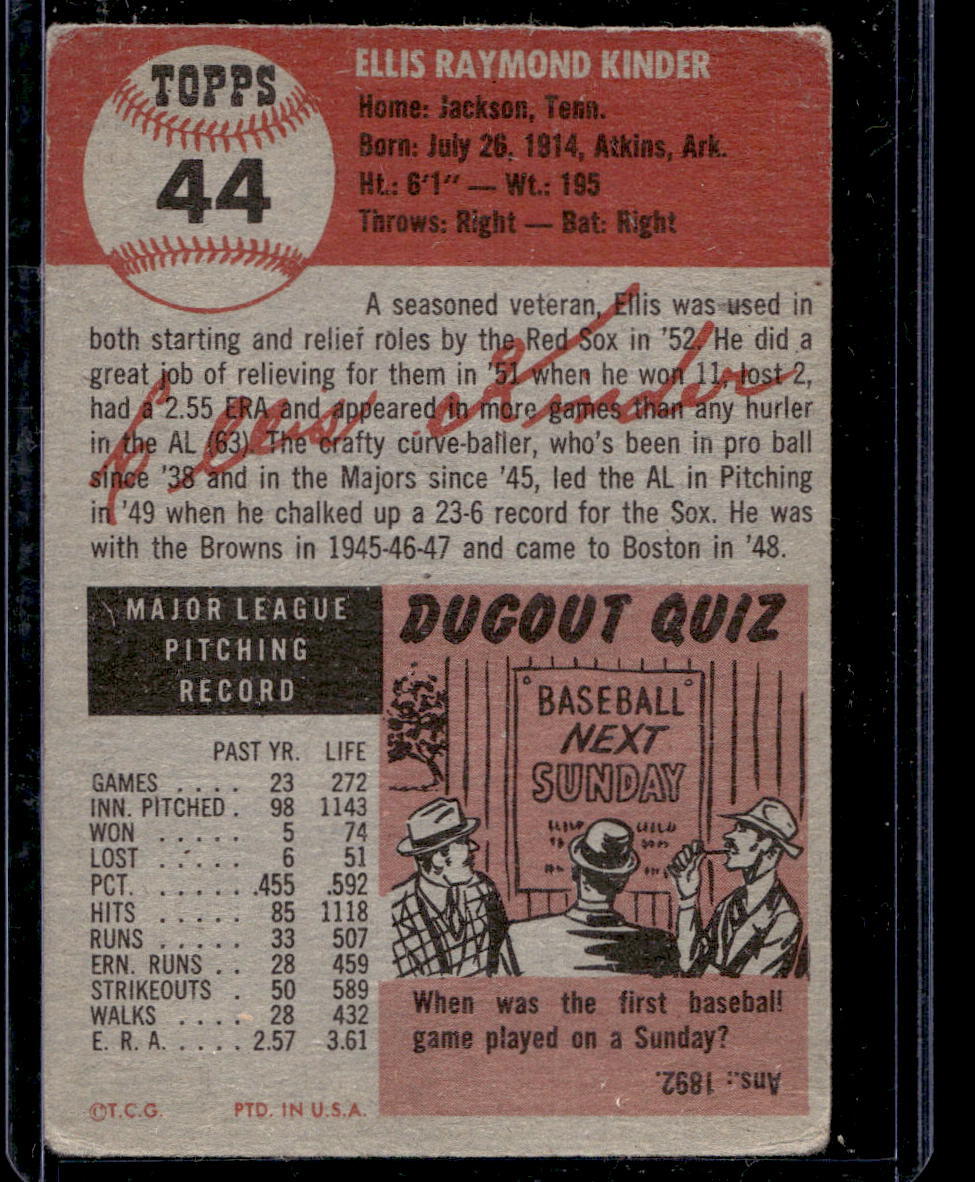 TOPPS
44
ELLIS RAYMOND KINDER
Home: Jackson, Tenn.
Born: July 26, 1914, Atkins, Ark.
Ht.: 6'1" — Wt.: 195
Throws: Right — Bat: Right
A seasoned veteran, Ellis was used in
both starting and relief roles by the Red Sox in '52. He did a
great job of relieving for them in '51 when he won 11, lost 2,
had a 2.55 ERA and appeared in more games than any hurler
in the AL (63). The crafty curve-baller, who's been in pro ball
since '38 and in the Majors since '45, led the AL in Pitching
in '49 when he chalked up a 23-6 record for the Sox. He was
with the Browns in 1945-46-47 and came to Boston in '48.
Ellis Kinder
MAJOR LEAGUE
PITCHING
RECORD
PAST YR. LIFE
GAMES .... 23 272
INN. PITCHED . 98 1143
WON ..... 5 74
LOST ..... 6 51
PCT. ...... .455 .592
HITS ..... 85 1118
RUNS ..... 33 507
ERN. RUNS .. 28 459
STRIKEOUTS . 50 589
WALKS .... 28 432
E. R. A. ..... 2.57 3.61
©T.C.G. PTD. IN U.S.A.
DUGOUT QUIZ
BASEBALL
NEXT
SUNDAY
When was the first baseball
game played on a Sunday?
Ans.: 1892.